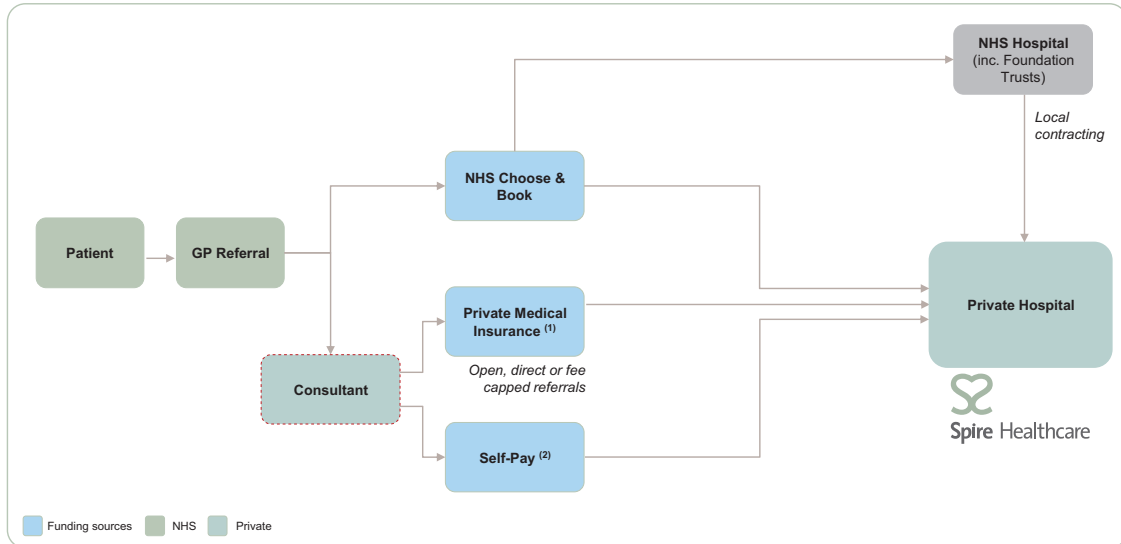 NHS Hospital
(inc. Foundation
Trusts)
Local
contracting
NHS Choose &
Book
Patient
GP Referral
Private Hospital
Private Medical
Insurance (1)
Open, direct or fee
capped referrals
Consultant
Spire Healthcare
Self-Pay (2)
Funding sources
NHS
Private